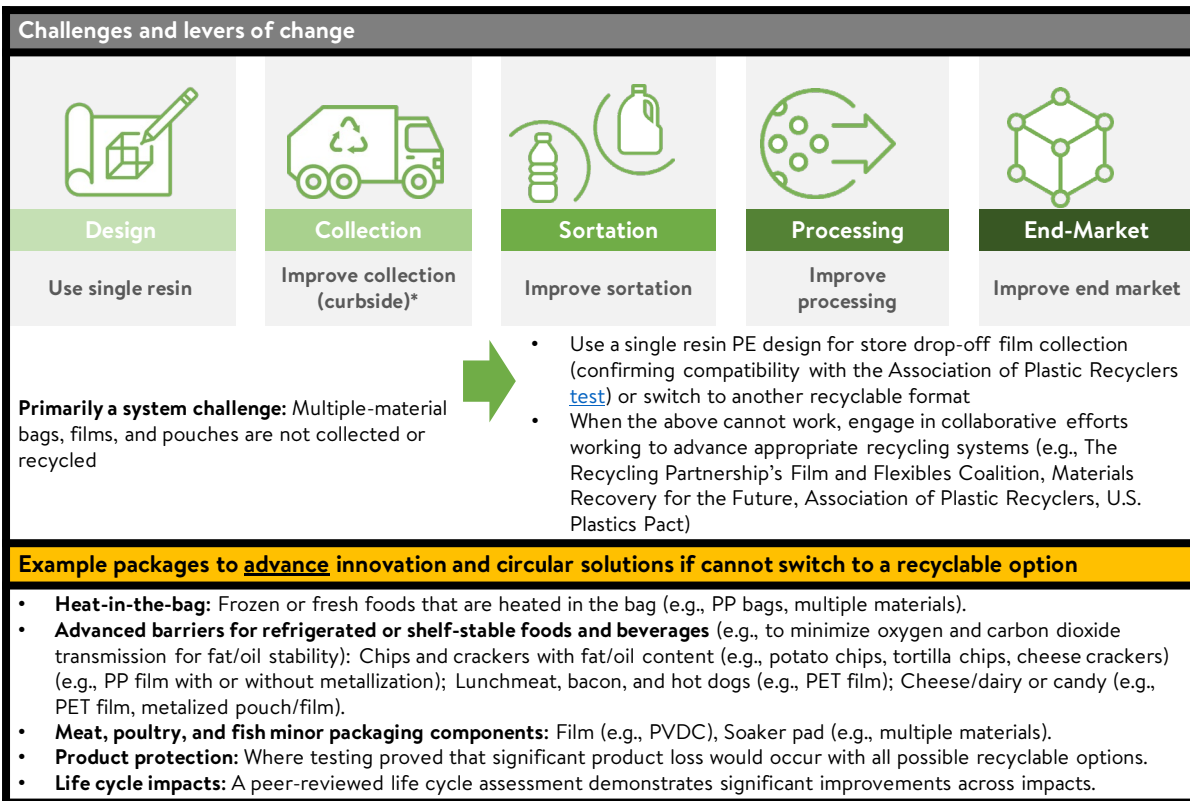 Challenges and levers of change
Design
Collection
Sortation
Processing
End-Market
Use single resin
Improve collection
(curbside)*
Improve sortation
Improve
processing
Improve end market
Primarily a system challenge: Multiple-material
bags, films, and pouches are not collected or
recycled
• Use a single resin PE design for store drop-off film collection
(confirming compatibility with the Association of Plastic Recyclers
test) or switch to another recyclable format
• When the above cannot work, engage in collaborative efforts
working to advance appropriate recycling systems (e.g., The
Recycling Partnership's Film and Flexibles Coalition, Materials
Recovery for the Future, Association of Plastic Recyclers, U.S.
Plastics Pact)
Example packages to advance innovation and circular solutions if cannot switch to a recyclable option
• Heat-in-the-bag: Frozen or fresh foods that are heated in the bag (e.g., PP bags, multiple materials).
• Advanced barriers for refrigerated or shelf-stable foods and beverages (e.g., to minimize oxygen and carbon dioxide
transmission for fat/oil stability): Chips and crackers with fat/oil content (e.g., potato chips, tortilla chips, cheese crackers)
(e.g., PP film with or without metallization); Lunchmeat, bacon, and hot dogs (e.g., PET film); Cheese/dairy or candy (e.g.,
PET film, metalized pouch/film).
• Meat, poultry, and fish minor packaging components: Film (e.g., PVDC), Soaker pad (e.g., multiple materials).
• Product protection: Where testing proved that significant product loss would occur with all possible recyclable options.
• Life cycle impacts: A peer-reviewed life cycle assessment demonstrates significant improvements across impacts.